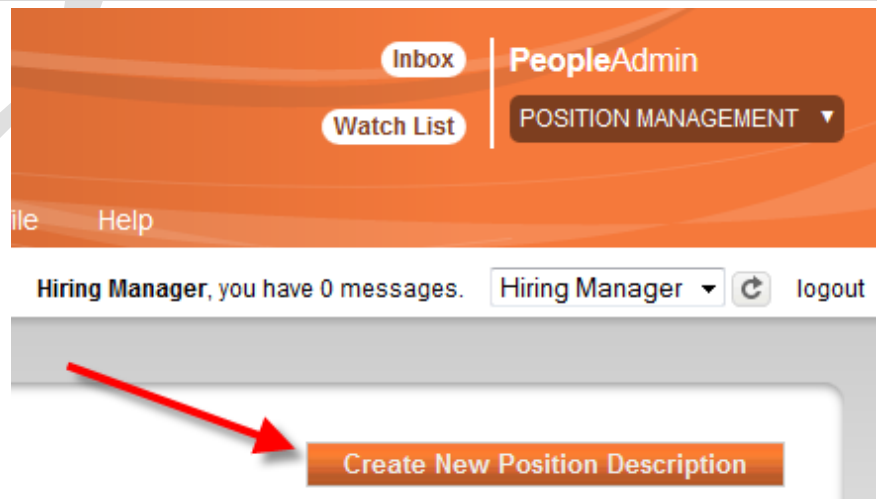 Inbox
PeopleAdmin
Watch List
POSITION MANAGEMENT
ile Help
Hiring Manager, you have 0 messages. Hiring Manager logout
Create New Position Description